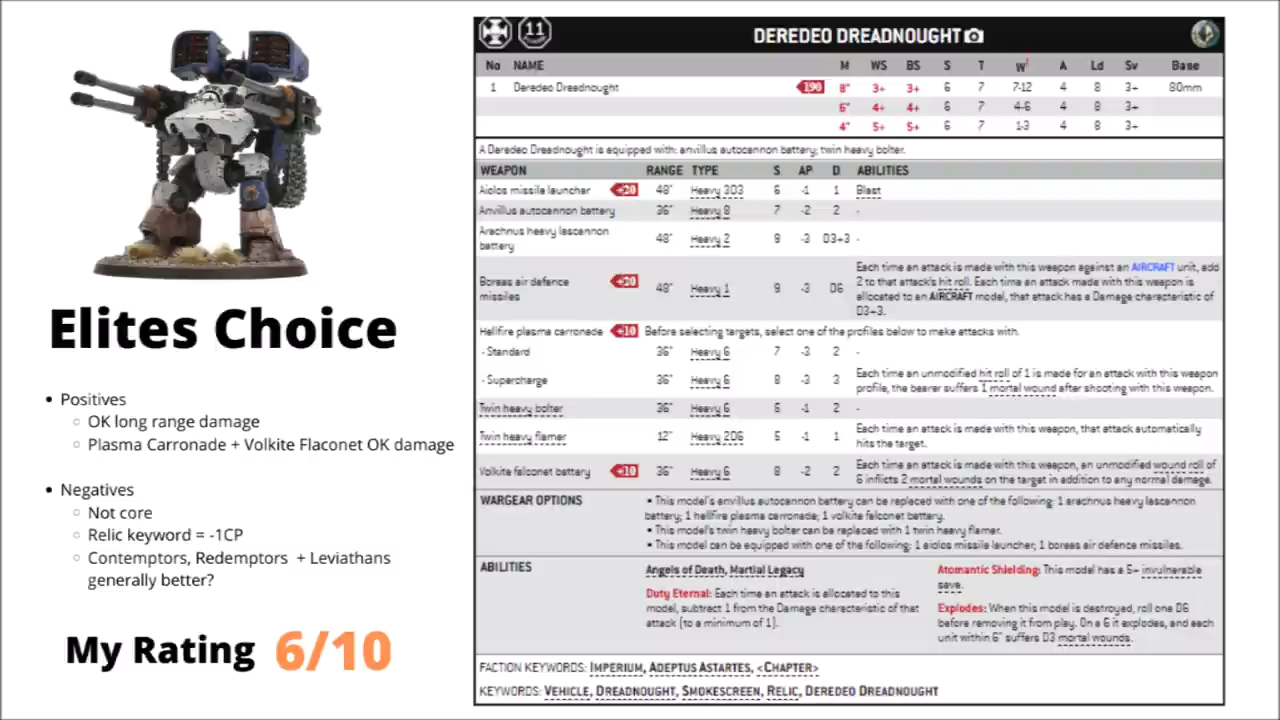 Elites Choice
• Positives
○ OK long range damage
○ Plasma Carronade + Volkite Flaconet OK damage
• Negatives
○ Not core
○ Relic keyword = -1CP
○ Contemptors, Redemptors + Leviathans
generally better?
My Rating 6/10
11 DEREDEO DREADNOUGHT
No NAME M WS BS S T W A Ld Sv Base
1 Deredeo Dreadnought 190 8" 3+ 3+ 6 7 7-12 4 8 3+ 80mm
6" 4+ 4+ 6 7 4-6 4 8 3+
4" 5+ 5+ 6 7 1-3 4 8 3+
A Deredeo Dreadnought is equipped with: anvillus autocannon battery; twin heavy bolter.
WEAPON RANGE TYPE S AP D ABILITIES
Aiolos missile launcher +20 48" Heavy 3D3 6 -1 1 Blast
Anvillus autocannon battery 36" Heavy 8 7 -2 2 -
Arachnus heavy lascannon
battery 48" Heavy 2 9 -3 D3+3 -
Boreas air defence
missiles +20 48" Heavy 1 9 -3 D6 Each time an attack is made with this weapon against an AIRCRAFT unit, add
2 to that attack's hit roll. Each time an attack made with this weapon is
allocated to an AIRCRAFT model, that attack has a Damage characteristic of
D3+3.
Hellfire plasma carronade +10 Before selecting targets, select one of the profiles below to make attacks with.
- Standard 36" Heavy 6 7 -3 2 -
- Supercharge 36" Heavy 6 8 -3 3 Each time an unmodified hit roll of 1 is made for an attack with this weapon
profile, the bearer suffers 1 mortal wound after shooting with this weapon.
Twin heavy bolter 36" Heavy 6 5 -1 2 -
Twin heavy flamer 12" Heavy 2D6 5 -1 1 Each time an attack is made with this weapon, that attack automatically
hits the target.
Volkite falconet battery +10 36" Heavy 6 8 -2 2 Each time an attack is made with this weapon, an unmodified wound roll of
6 inflicts 2 mortal wounds on the target in addition to any normal damage.
WARGEAR OPTIONS • This model's anvillus autocannon battery can be replaced with one of the following: 1 arachnus heavy lascannon
battery; 1 hellfire plasma carronade; 1 volkite falconet battery.
• This model's twin heavy bolter can be replaced with 1 twin heavy flamer.
• This model can be equipped with one of the following: 1 aiolos missile launcher; 1 boreas air defence missiles.
ABILITIES Angels of Death, Martial Legacy
Duty Eternal: Each time an attack is allocated to this
model, subtract 1 from the Damage characteristic of that
attack (to a minimum of 1).
Atomantic Shielding: This model has a 5+ invulnerable
save.
Explodes: When this model is destroyed, roll one D6
before removing it from play. On a 6 it explodes, and each
unit within 6" suffers D3 mortal wounds.
FACTION KEYWORDS: IMPERIUM, ADEPTUS ASTARTES, <CHAPTER>
KEYWORDS: VEHICLE, DREADNOUGHT, SMOKESCREEN, RELIC, DEREDEO DREADNOUGHT